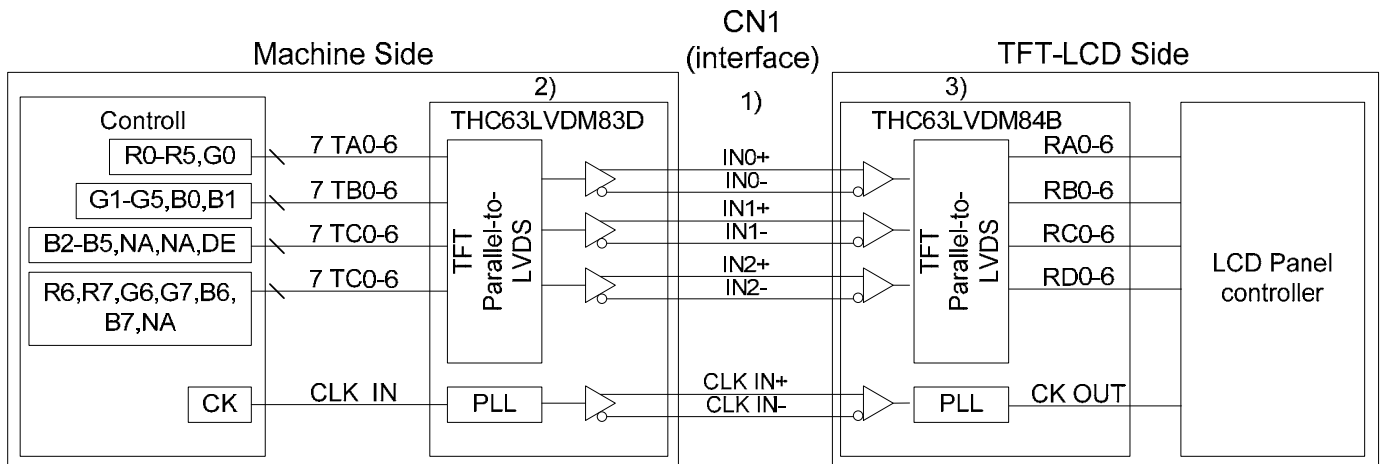 CN1
(interface)
Machine Side
TFT-LCD Side
1)
2)
3)
Controll
THC63LVDM83D
THC63LVDM84B
R0-R5,G0
7 TA0-6
G1-G5,B0,B1
7 TB0-6
B2-B5,NA,NA,DE
7 TC0-6
R6,R7,G6,G7,B6,
B7,NA
7 TC0-6
CK
CLK IN
TFT
Parallel-to-
LVDS
PLL
IN0+
IN0-
IN1+
IN1-
IN2+
IN2-
CLK IN+
CLK IN-
TFT
Parallel-to-
LVDS
PLL
RA0-6
RB0-6
RC0-6
RD0-6
CK OUT
LCD Panel
controller